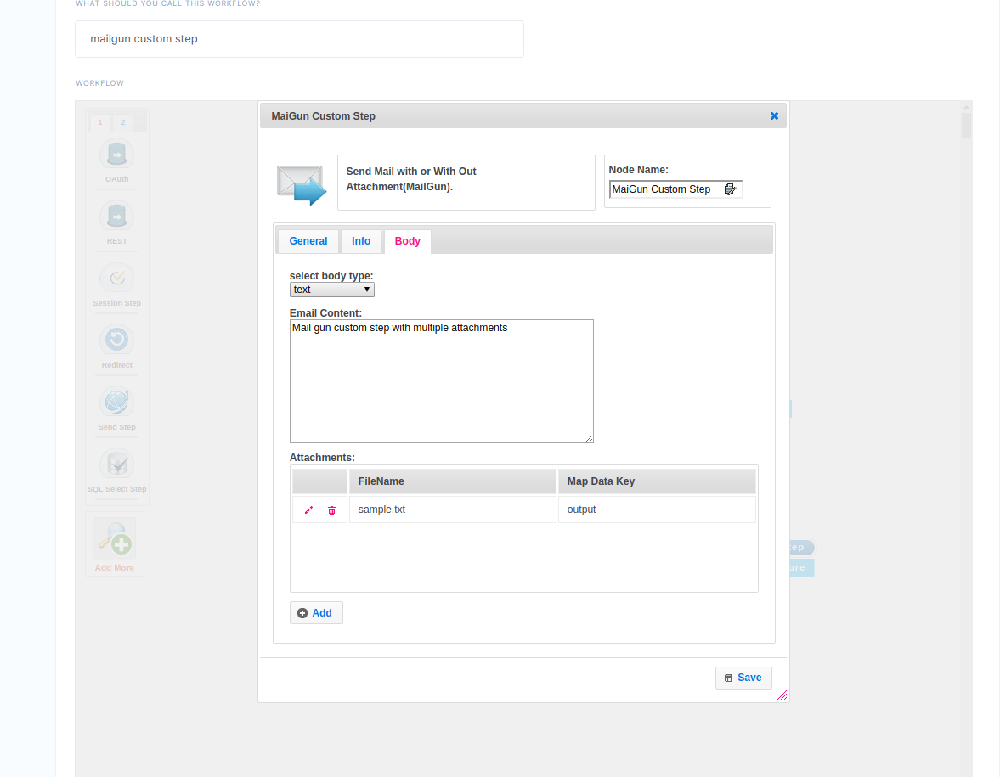 WHAT SHOULD YOU CALL THIS WORKFLOW?
mailgun custom step
WORKFLOW
MaiGun Custom Step
1 2
OAuth
REST
Session Step
Redirect
Send Step
SQL Select Step
Add More
Send Mail with or With Out
Attachment(MailGun).
Node Name:
MaiGun Custom Step
General Info Body
select body type:
text
Email Content:
Mail gun custom step with multiple attachments
Attachments:
FileName Map Data Key
sample.txt output
Add
Save